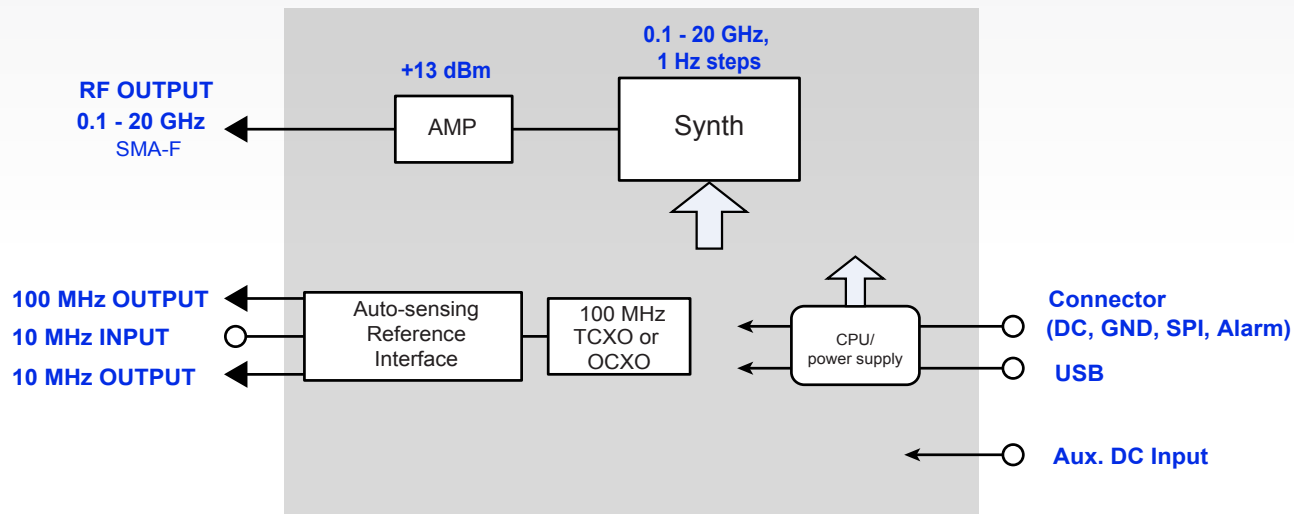 0.1 - 20 GHz,
1 Hz steps
+13 dBm
RF OUTPUT
0.1 - 20 GHz
SMA-F
AMP
Synth
100 MHz OUTPUT
10 MHz INPUT
10 MHz OUTPUT
Auto-sensing
Reference
Interface
100 MHz
TCXO or
OCXO
CPU/
power supply
Connector
(DC, GND, SPI, Alarm)
USB
Aux. DC Input